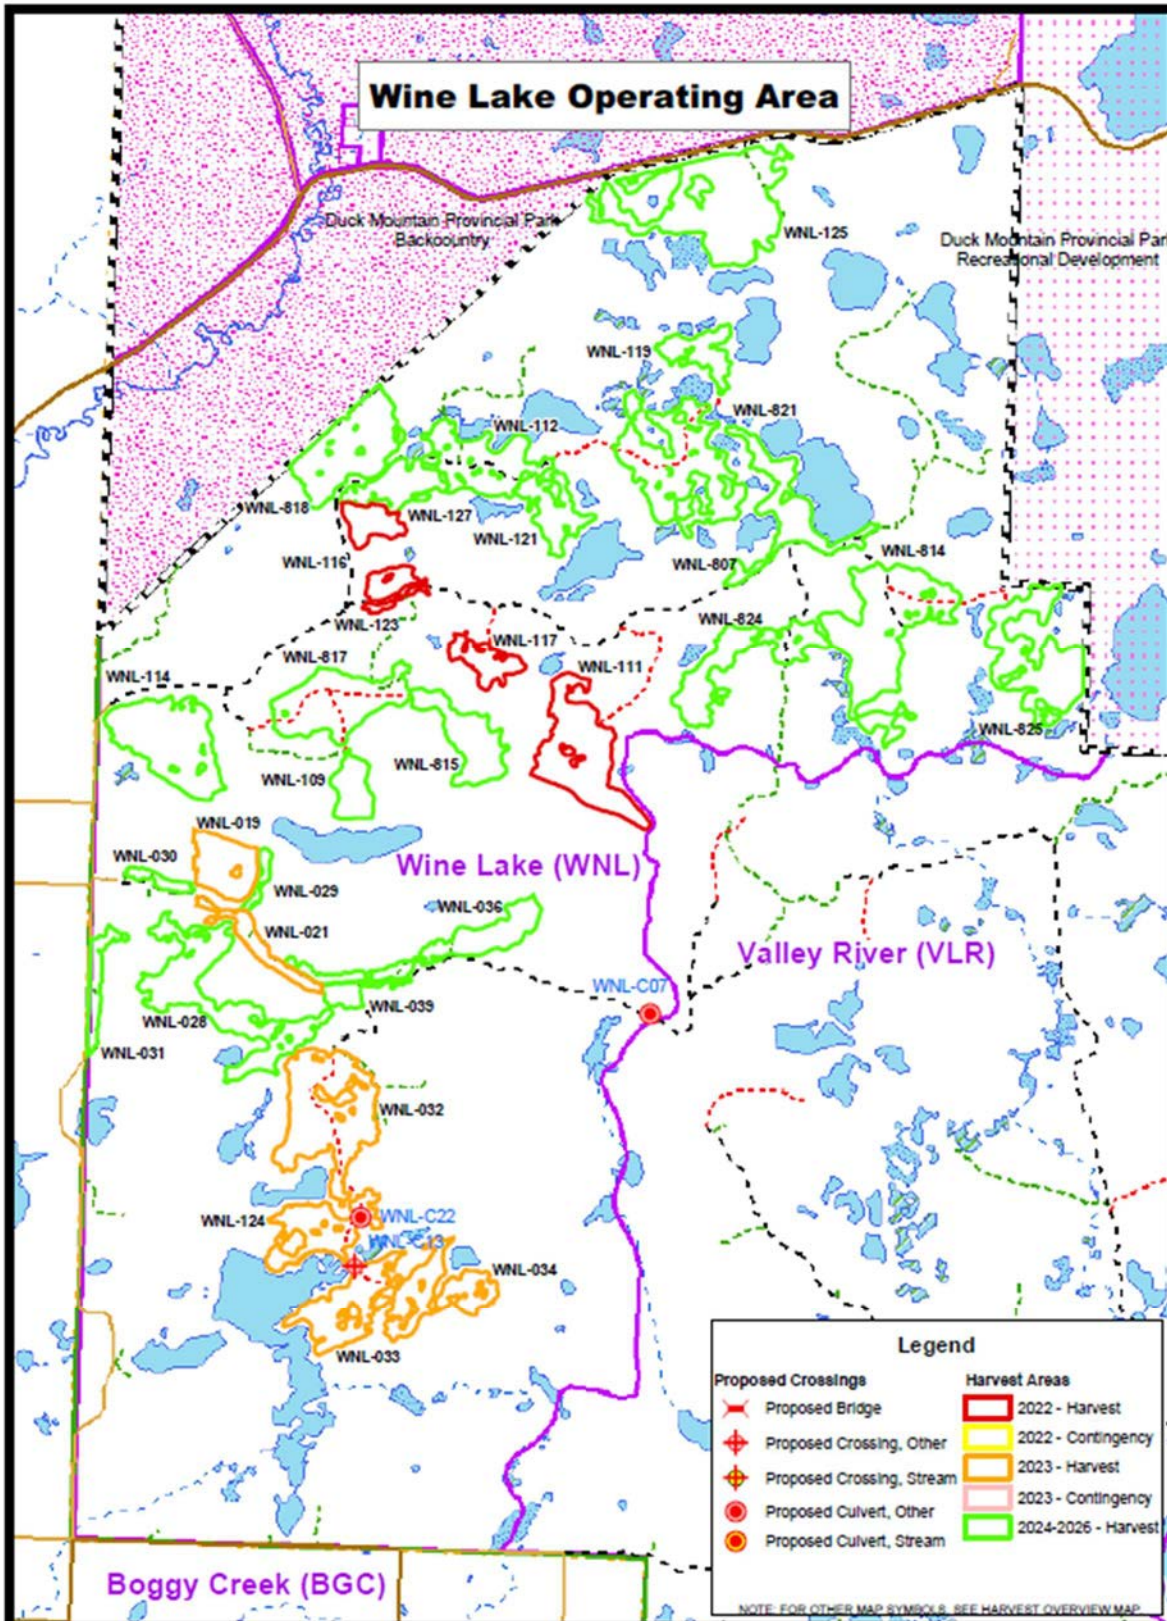 Wine Lake Operating Area
Duck Mountain Provincial Park
Backcountry
WNL-125
Duck Mountain Provincial Par
Recreational Development
WNL-119
WNL-821
WNL-112
WNL-818
WNL-127
WNL-121
WNL-116
WNL-807
WNL-814
WNL-123
WNL-824
WNL-117
WNL-817
WNL-111
WNL-114
WNL-825
WNL-109
WNL-815
WNL-019
WNL-030
Wine Lake (WNL)
WNL-029
WNL-036
WNL-021
Valley River (VLR)
WNL-C07
WNL-039
WNL-028
WNL-031
WNL-032
WNL-124
WNL-C22
WNL-C13
WNL-034
WNL-033
Boggy Creek (BGC)
Legend
Proposed Crossings
Proposed Bridge
Proposed Crossing, Other
Proposed Crossing, Stream
Proposed Culvert, Other
Proposed Culvert, Stream
Harvest Areas
2022 - Harvest
2022 - Contingency
2023 - Harvest
2023 - Contingency
2024-2026 - Harvest
NOTE: FOR OTHER MAP SYMBOLS, SEE HARVEST OVERVIEW MAP